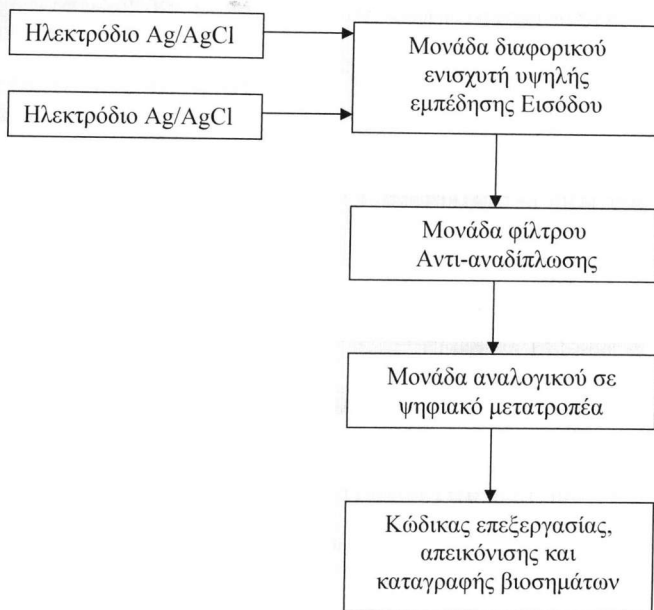 Ηλεκτρόδιο Ag/AgCl
Ηλεκτρόδιο Ag/AgCl
Μονάδα διαφορικού
ενισχυτή υψηλής
εμπέδησης Εισόδου
Μονάδα φίλτρου
Αντι-αναδίπλωσης
Μονάδα αναλογικού σε
ψηφιακό μετατροπέα
Κώδικας επεξεργασίας,
απεικόνισης και
καταγραφής βιοσημάτων